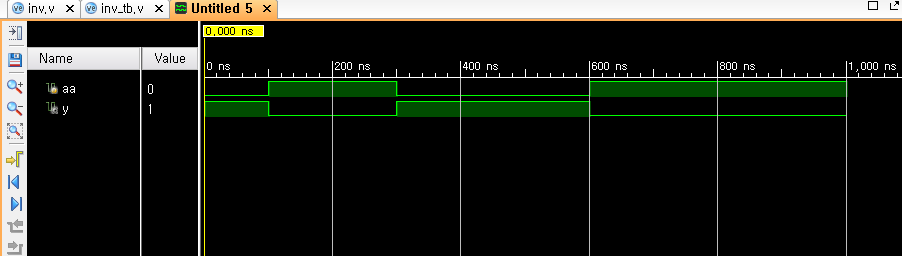 inv,v inv_tb,v Untitled 5
0,000 ns
Name Value
0 ns 200 ns 400 ns 600 ns 800 ns 1,000 ns
aa 0
y 1